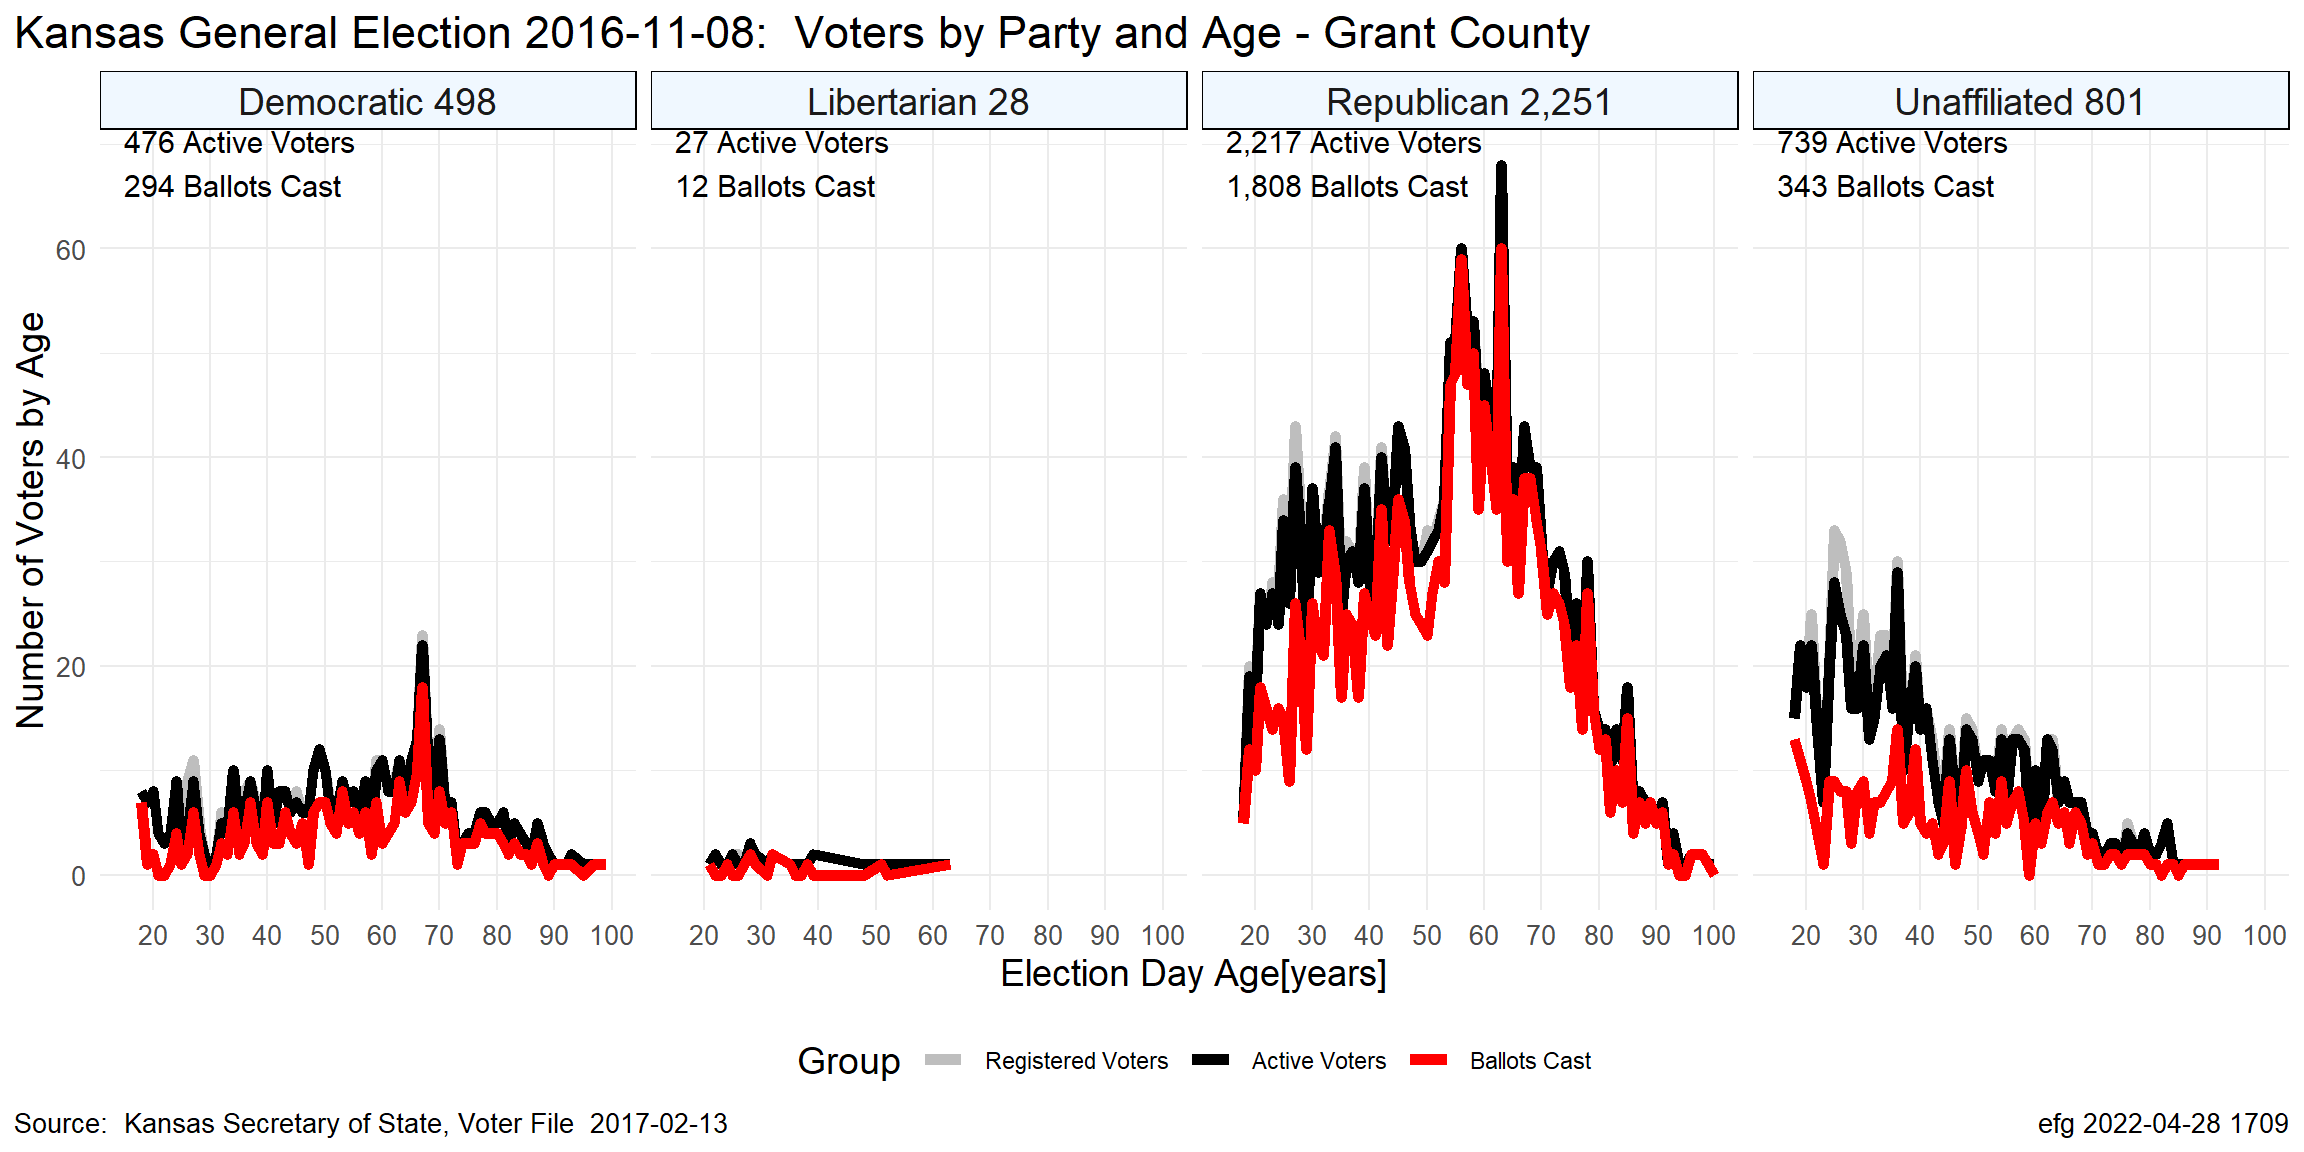 Kansas General Election 2016-11-08:  Voters by Party and Age - Grant County
Democratic 498
Libertarian 28
Republican 2,251
Unaffiliated 801
476 Active Voters
294 Ballots Cast
27 Active Voters
12 Ballots Cast
2,217 Active Voters
1,808 Ballots Cast
739 Active Voters
343 Ballots Cast
Number of Voters by Age
60
40
20
0
20 30 40 50 60 70 80 90 100
20 30 40 50 60 70 80 90 100
20 30 40 50 60 70 80 90 100
20 30 40 50 60 70 80 90 100
Election Day Age[years]
Group Registered Voters Active Voters Ballots Cast
Source:  Kansas Secretary of State, Voter File  2017-02-13
efg 2022-04-28 1709